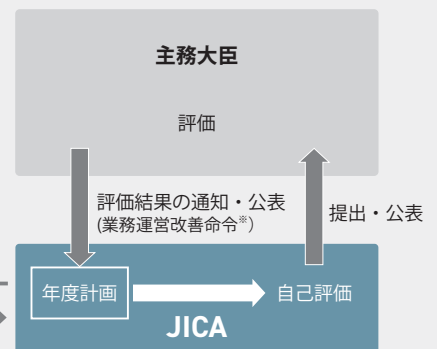 主務大臣
評価
評価結果の通知・公表
(業務運営改善命令※)
提出・公表
年度計画
自己評価
JICA